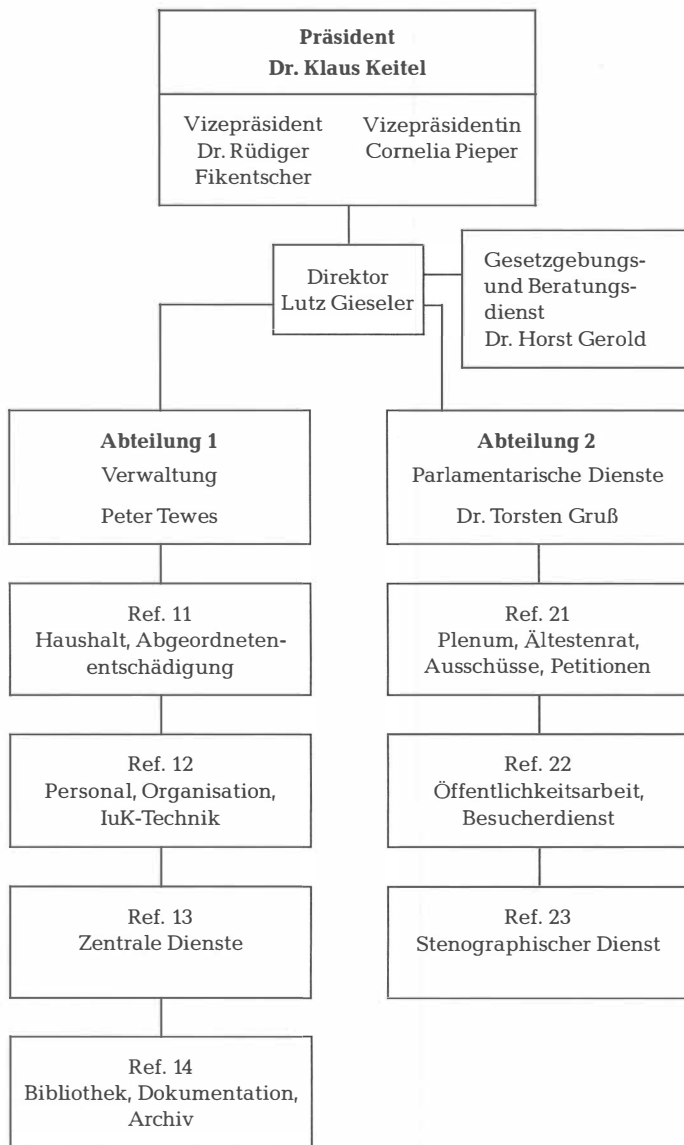 Präsident
Dr. Klaus Keitel
Vizepräsident
Dr. Rüdiger
Fikentscher
Vizepräsidentin
Cornelia Pieper
Direktor
Lutz Gieseler
Gesetzgebungs-
und Beratungs-
dienst
Dr. Horst Gerold
Abteilung 1
Verwaltung
Peter Tewes
Ref. 11
Haushalt, Abgeordneten-
entschädigung
Ref. 12
Personal, Organisation,
IuK-Technik
Ref. 13
Zentrale Dienste
Ref. 14
Bibliothek, Dokumentation,
Archiv
Abteilung 2
Parlamentarische Dienste
Dr. Torsten Gruß
Ref. 21
Plenum, Ältestenrat,
Ausschüsse, Petitionen
Ref. 22
Öffentlichkeitsarbeit,
Besucherdienst
Ref. 23
Stenographischer Dienst